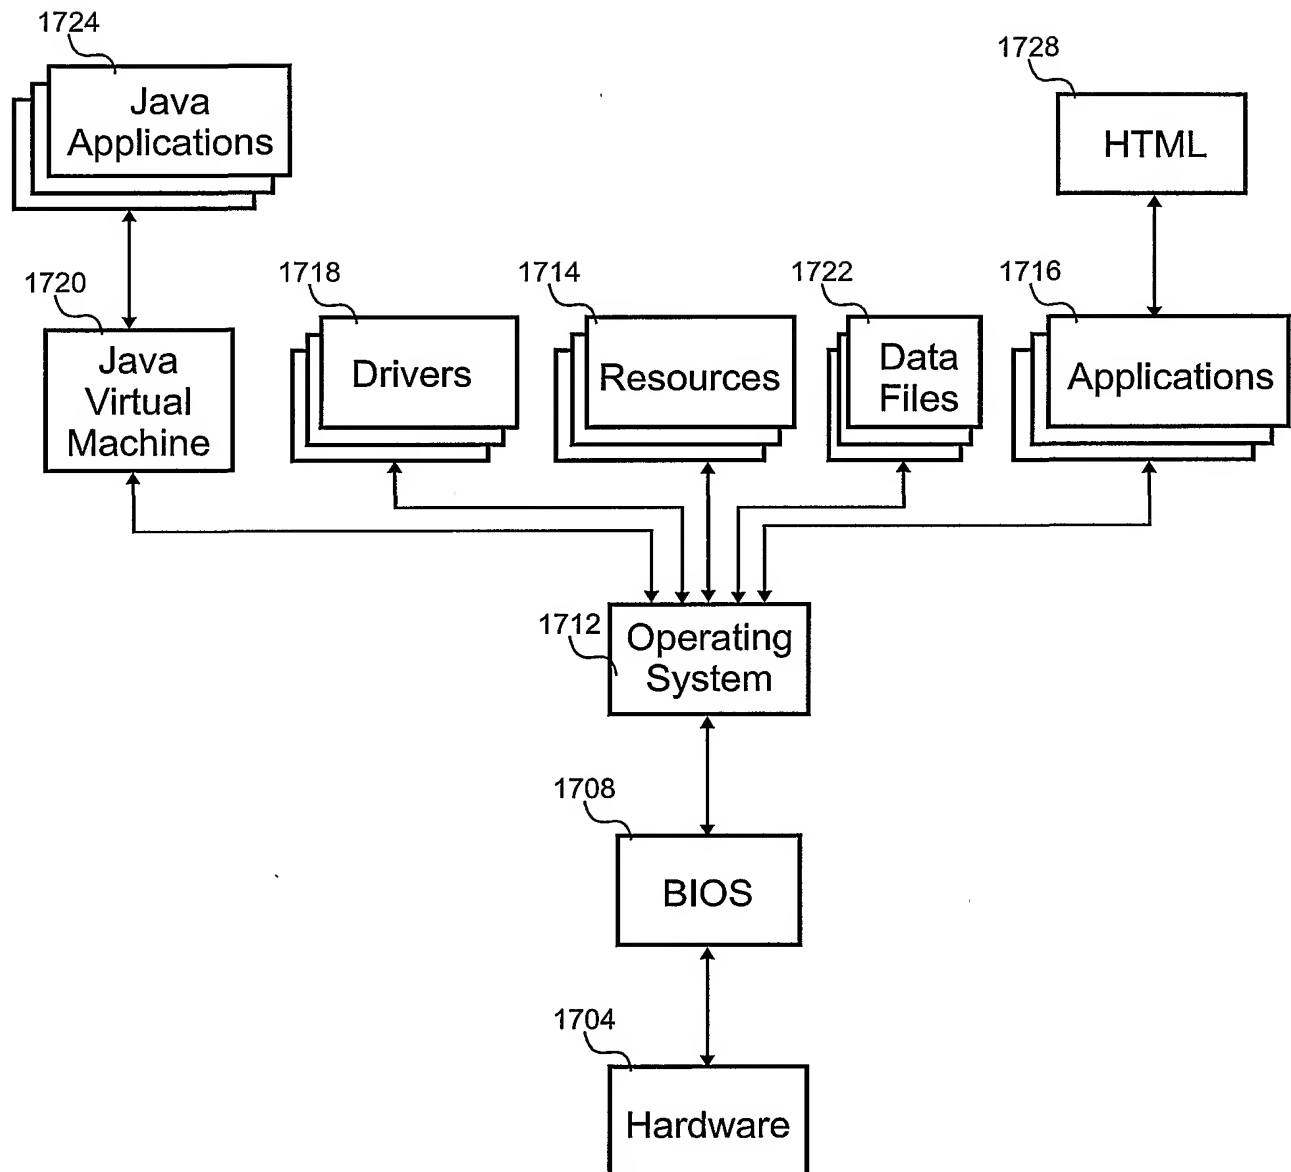 1724
Java
Applications
1728
HTML
1720
Java
Virtual
Machine
1718
Drivers
1714
Resources
1722
Data
Files
1716
Applications
1712
Operating
System
1708
BIOS
1704
Hardware